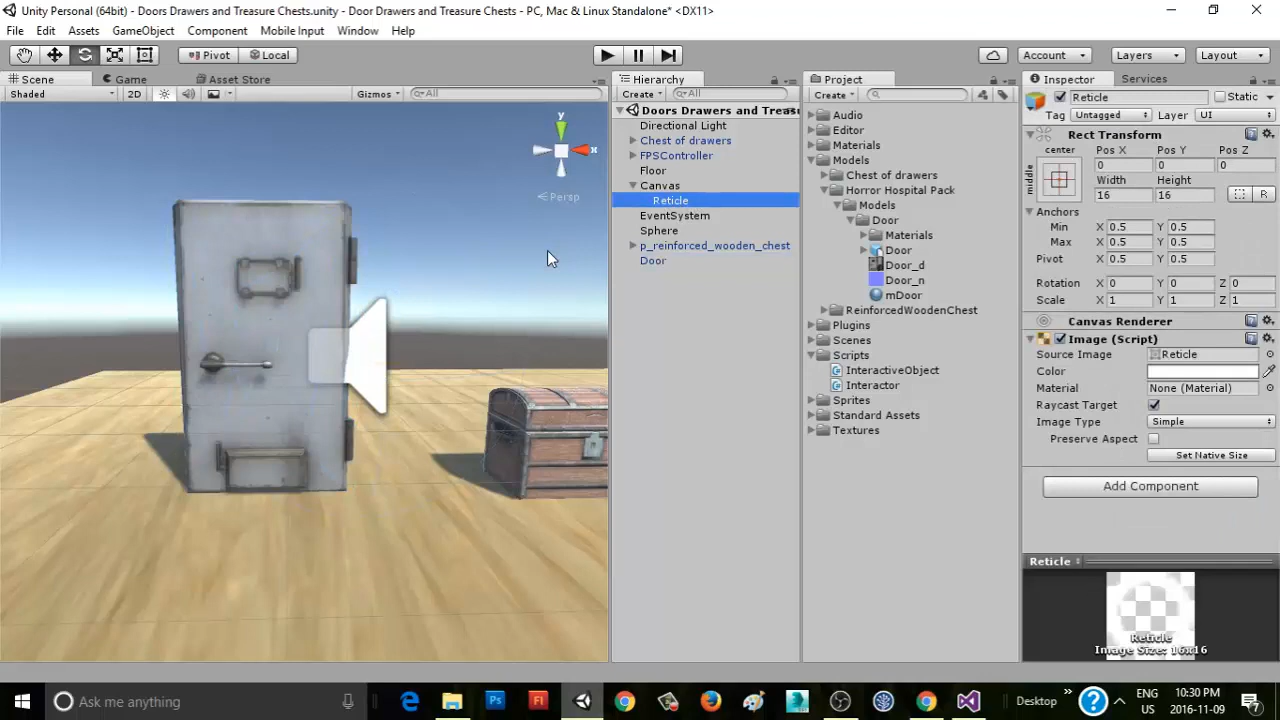 Unity Personal (64bit) - Doors Drawers and Treasure Chests.unity - Door Drawers and Treasure Chests - PC, Mac & Linux Standalone* <DX11>
File Edit Assets GameObject Component Mobile Input Window Help
Pivot Local Account Layers Layout
Scene Game Asset Store
Shaded 2D Gizmos All
y
x
Persp
Hierarchy
Create All
Doors Drawers and Treasu
Directional Light
Chest of drawers
FPSController
Floor
Canvas
Reticle
EventSystem
Sphere
p_reinforced_wooden_chest
Door
Project
Create
Audio
Editor
Materials
Models
Chest of drawers
Horror Hospital Pack
Models
Door
Materials
Door
Door_d
Door_n
mDoor
ReinforcedWoodenChest
Plugins
Scenes
Scripts
InteractiveObject
Interactor
Sprites
Standard Assets
Textures
Inspector Services
Reticle Static
Tag Untagged Layer UI
Rect Transform
center Pos X Pos Y Pos Z
middle 0 0 0
Width Height
16 16 R
Anchors
Min X 0.5 Y 0.5
Max X 0.5 Y 0.5
Pivot X 0.5 Y 0.5
Rotation X 0 Y 0 Z 0
Scale X 1 Y 1 Z 1
Canvas Renderer
Image (Script)
Source Image Reticle
Color
Material None (Material)
Raycast Target
Image Type Simple
Preserve Aspect
Set Native Size
Add Component
Reticle
Reticle
Image Size: 16x16
Ask me anything
Desktop
ENG 10:30 PM
US 2016-11-09